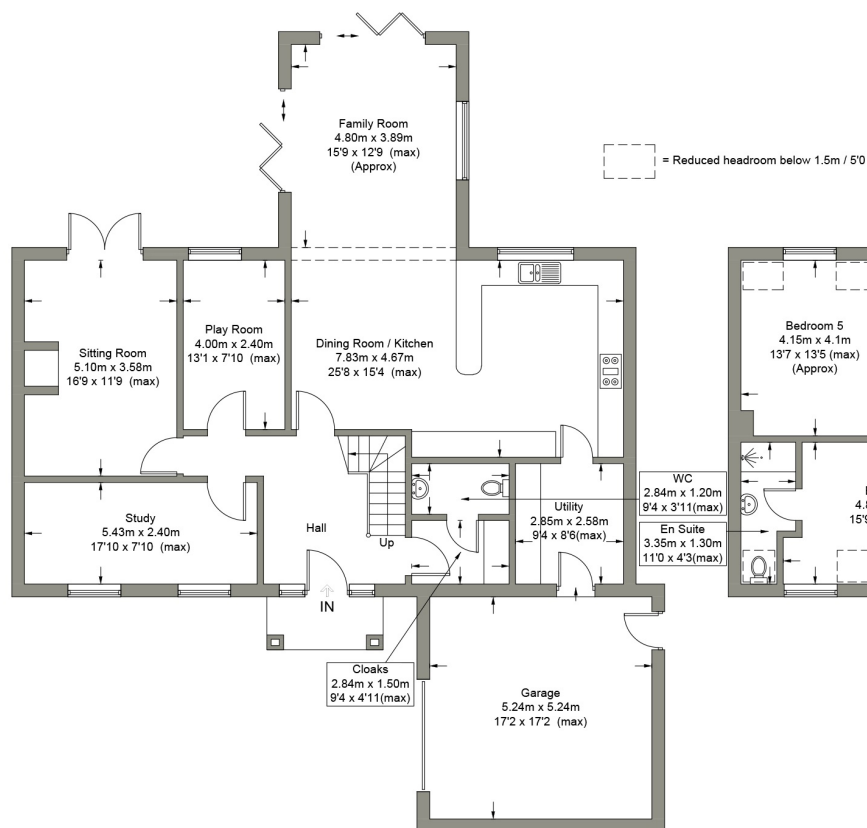 Family Room
4.80m x 3.89m
15'9 x 12'9 (max)
(Approx)
= Reduced headroom below 1.5m / 5'0
Sitting Room
5.10m x 3.58m
16'9 x 11'9 (max)
Play Room
4.00m x 2.40m
13'1 x 7'10 (max)
Dining Room / Kitchen
7.83m x 4.67m
25'8 x 15'4 (max)
Bedroom 5
4.15m x 4.1m
13'7 x 13'5 (max)
(Approx)
Study
5.43m x 2.40m
17'10 x 7'10 (max)
Hall
Up
IN
Utility
2.85m x 2.58m
9'4 x 8'6(max)
WC
2.84m x 1.20m
9'4 x 3'11(max)
En Suite
3.35m x 1.30m
11'0 x 4'3(max)
4.8
15'9
Cloaks
2.84m x 1.50m
9'4 x 4'11(max)
Garage
5.24m x 5.24m
17'2 x 17'2 (max)